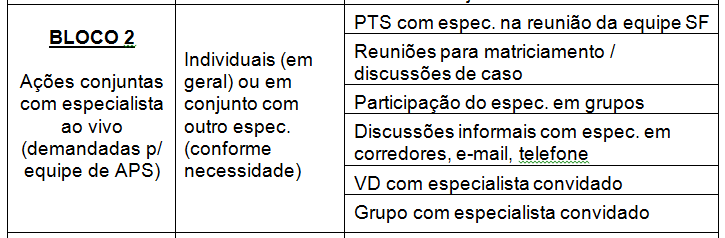 BLOCO 2
Ações conjuntas
com especialista
ao vivo
(demandadas p/
equipe de APS)
Individuais (em
geral) ou em
conjunto com
outro espec.
(conforme
necessidade)
PTS com espec. na reunião da equipe SF
Reuniões para matriciamento /
discussões de caso
Participação do espec. em grupos
Discussões informais com espec. em
corredores, e-mail, telefone
VD com especialista convidado
Grupo com especialista convidado